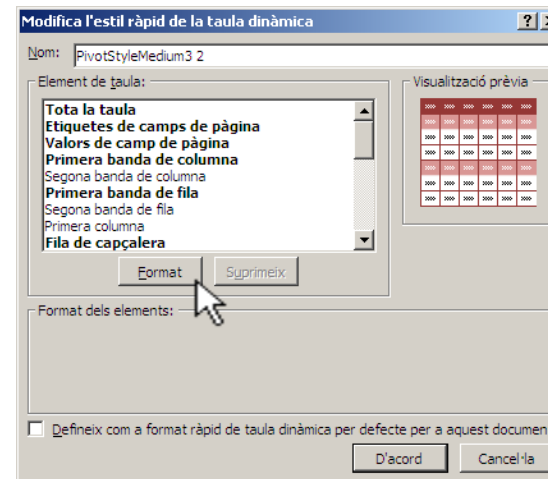 Modifica l'estil ràpid de la taula dinàmica
Nom: PivotStyleMedium3 2
Element de taula:
Visualització prèvia
Tota la taula
Etiquetes de camps de pàgina
Valors de camp de pàgina
Primera banda de columna
Segona banda de columna
Primera banda de fila
Segona banda de fila
Primera columna
Fila de capçalera
Format
Suprimeix
Format dels elements:
Defineix com a format ràpid de taula dinàmica per defecte per a aquest documen
D'acord
Cancel·la